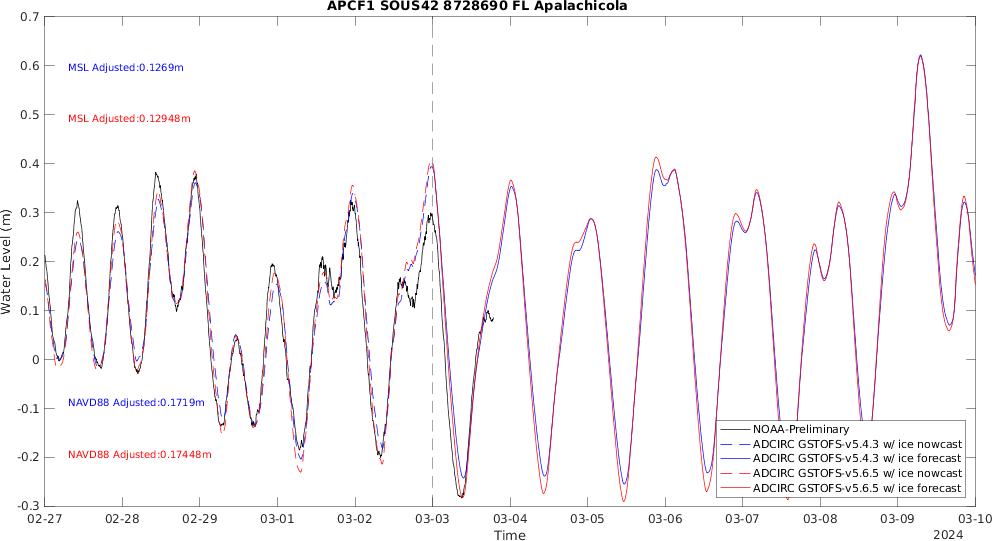 APCF1 SOUS42 8728690 FL Apalachicola
0.7
0.6
0.5
0.4
0.3
0.2
0.1
0
-0.1
-0.2
-0.3
Water Level (m)
MSL Adjusted:0.1269m
MSL Adjusted:0.12948m
NAVD88 Adjusted:0.1719m
NAVD88 Adjusted:0.17448m
NOAA-Preliminary
ADCIRC GSTOFS-v5.4.3 w/ ice nowcast
ADCIRC GSTOFS-v5.4.3 w/ ice forecast
ADCIRC GSTOFS-v5.6.5 w/ ice nowcast
ADCIRC GSTOFS-v5.6.5 w/ ice forecast
02-27 02-28 02-29 03-01 03-02 03-03 03-04 03-05 03-06 03-07 03-08 03-09 03-10
Time
2024